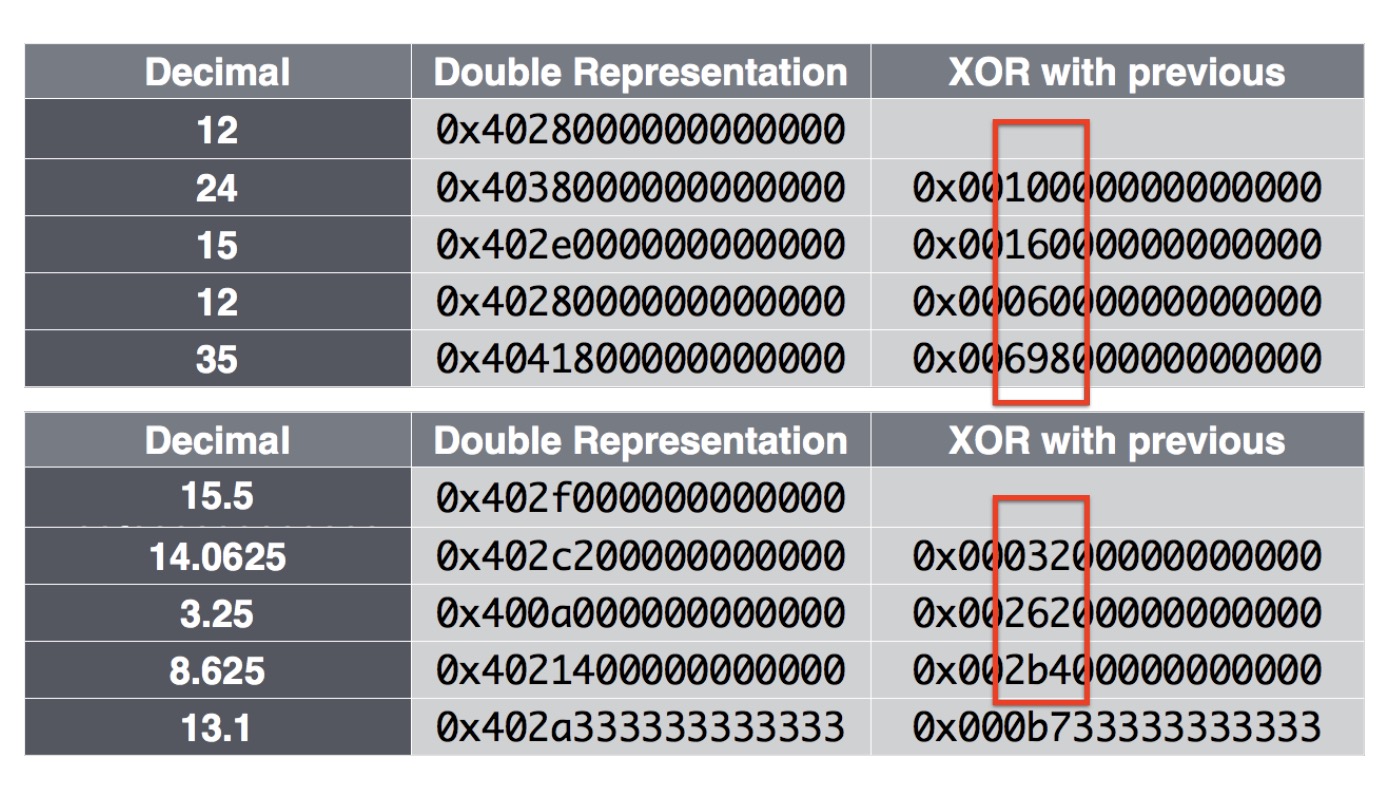 Decimal Double Representation XOR with previous
12 0x4028000000000000
24 0x4038000000000000 0x0010000000000000
15 0x402e000000000000 0x0016000000000000
12 0x4028000000000000 0x0006000000000000
35 0x4041800000000000 0x0069800000000000
Decimal Double Representation XOR with previous
15.5 0x402f000000000000
14.0625 0x402c200000000000 0x0003200000000000
3.25 0x400a000000000000 0x0026200000000000
8.625 0x4021400000000000 0x002b400000000000
13.1 0x402a333333333333 0x000b733333333333